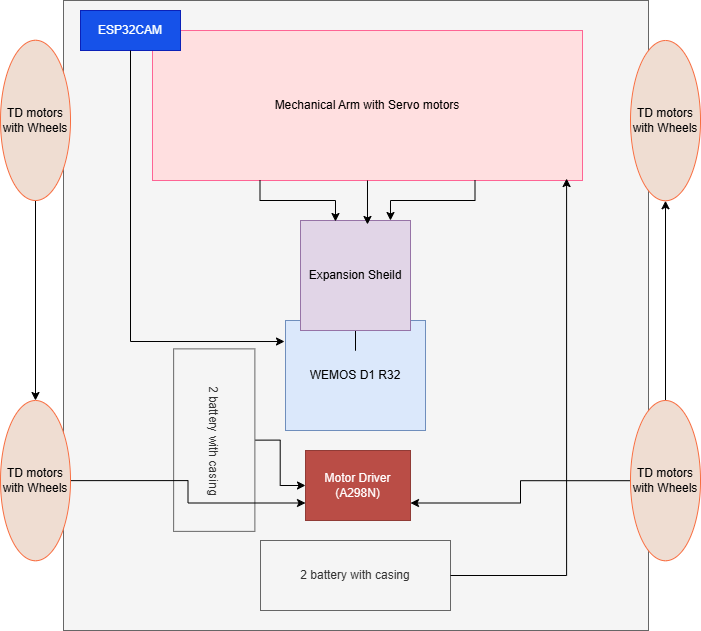 ESP32CAM
Mechanical Arm with Servo motors
TD motors
with Wheels
TD motors
with Wheels
Expansion Sheild
WEMOS D1 R32
2 battery with casing
TD motors
with Wheels
Motor Driver
(A298N)
TD motors
with Wheels
2 battery with casing